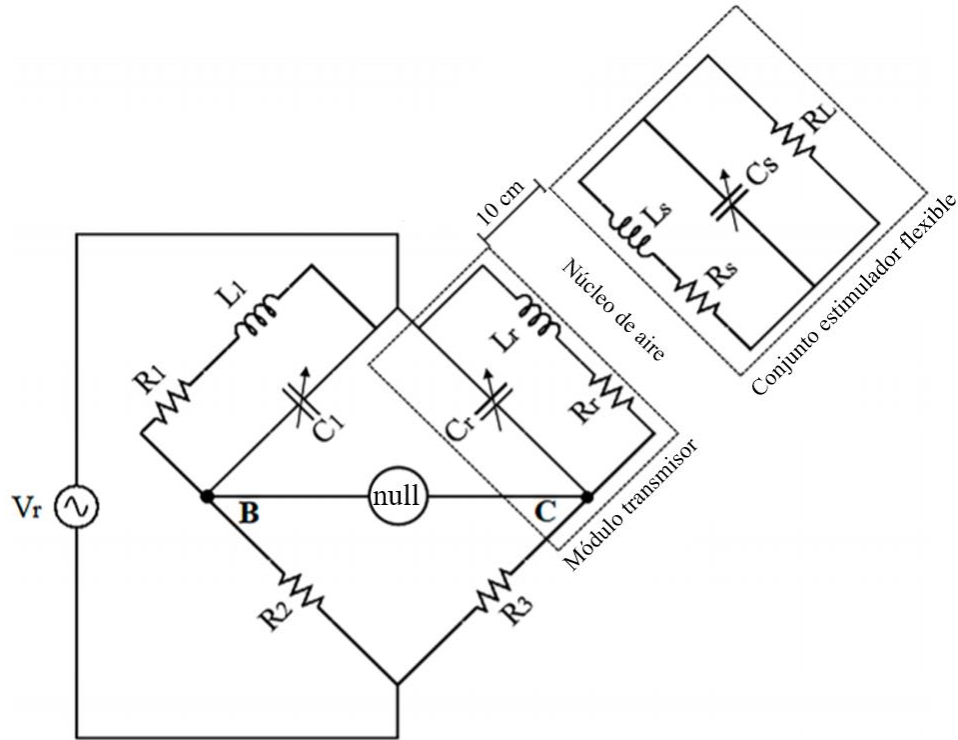 RL
Cs
Ls
Rs
10 cm
Conjunto estimulador flexible
Núcleo de aire
L1
R1
C1
Lr
Cr
Rr
Vr
B
null
C
Módulo transmisor
R2
R3